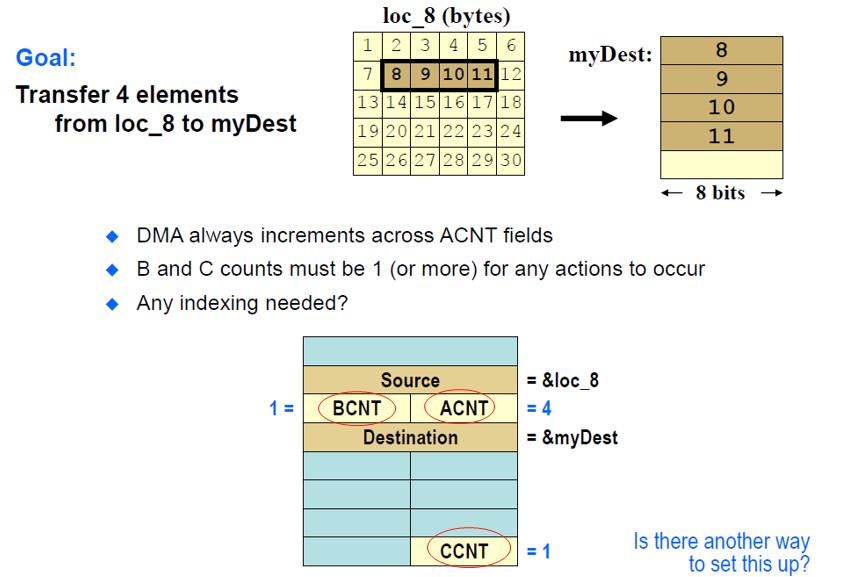 loc_8 (bytes)
Goal:
Transfer 4 elements
from loc_8 to myDest
1 2 3 4 5 6
7 8 9 10 11 12
13 14 15 16 17 18
19 20 21 22 23 24
25 26 27 28 29 30
myDest:
8
9
10
11
8 bits
DMA always increments across ACNT fields
B and C counts must be 1 (or more) for any actions to occur
Any indexing needed?
Source = &loc_8
1 = BCNT ACNT = 4
Destination = &myDest
CCNT = 1
Is there another way
to set this up?